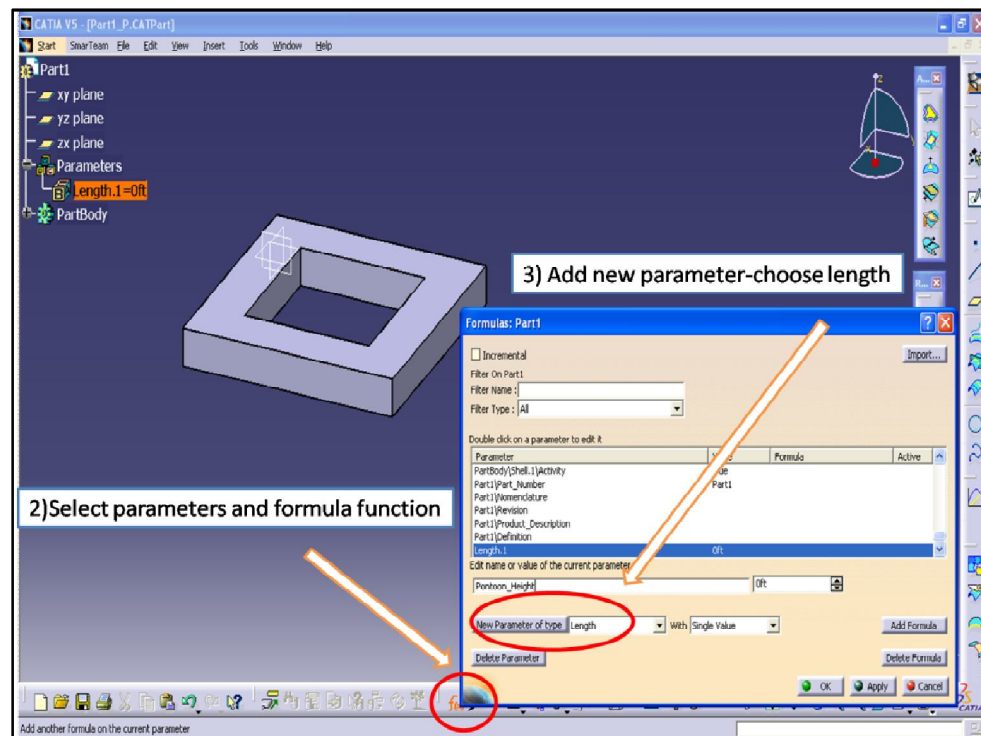 CATIA V5 - [Part1_P.CATPart]
Start SmarTeam File Edit View Insert Tools Window Help
Part1
xy plane
yz plane
zx plane
Parameters
Length.1=0ft
PartBody
A...
R...
3) Add new parameter-choose length
2)Select parameters and formula function
Formulas: Part1
Incremental
Import...
Filter On Part1
Filter Name :
Filter Type : All
Double click on a parameter to edit it
Parameter Formula Active
PartBody\Shell.1\Activity
Part1\Part_Number Part1
Part1\Nomenclature
Part1\Revision
Part1\Product_Description
Part1\Definition
Length.1 0ft
Edit name or value of the current parameter
Pontoon_Height 0ft
New Parameter of type Length With Single Value Add Formula
Delete Parameter Delete Formula
OK Apply Cancel
CATIA
Add another formula on the current parameter